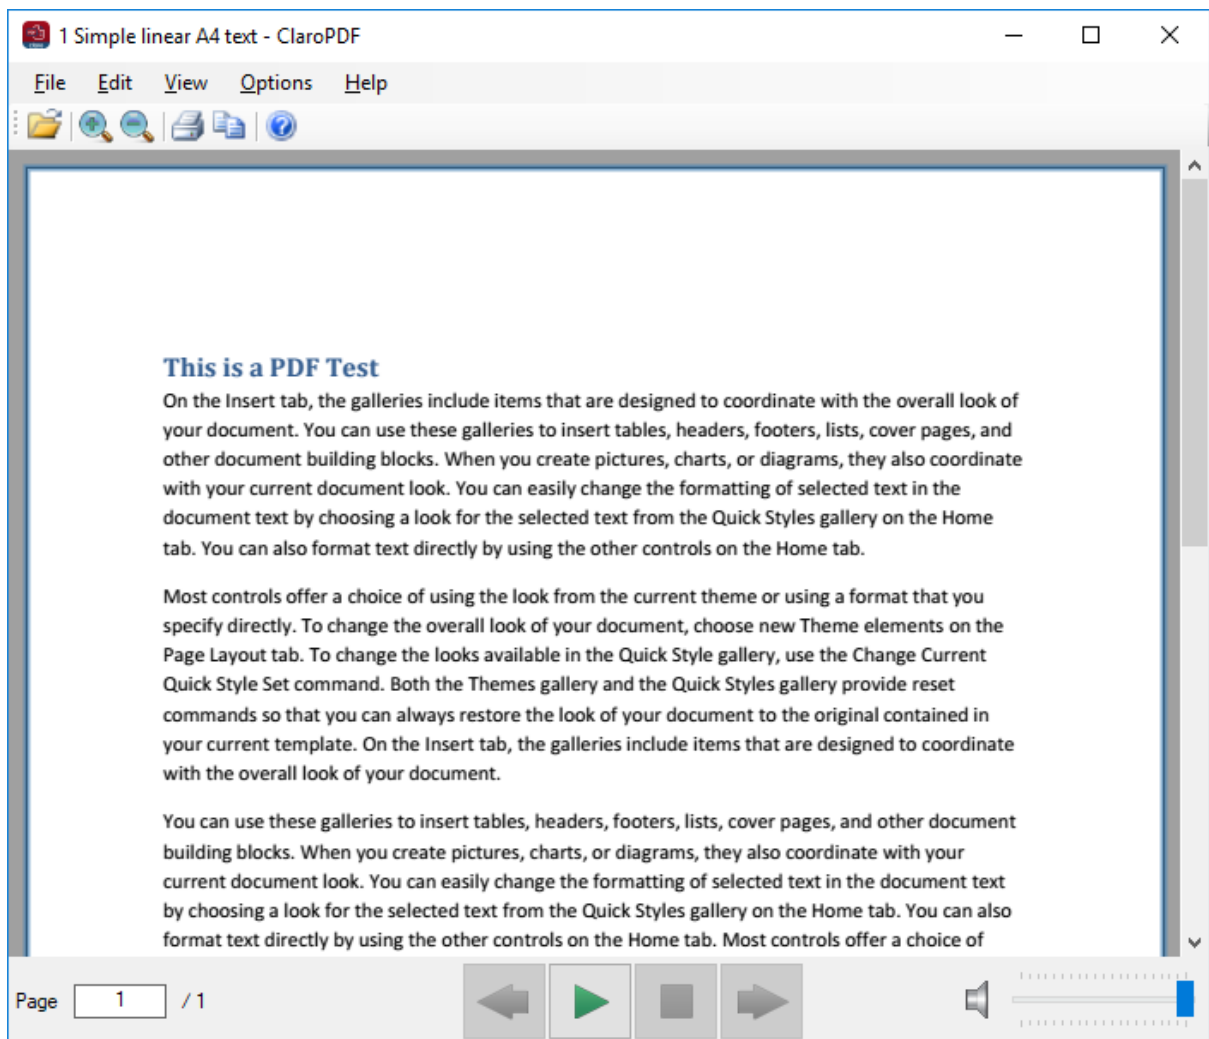 1 Simple linear A4 text - ClaroPDF
File Edit View Options Help
This is a PDF Test
On the Insert tab, the galleries include items that are designed to coordinate with the overall look of
your document. You can use these galleries to insert tables, headers, footers, lists, cover pages, and
other document building blocks. When you create pictures, charts, or diagrams, they also coordinate
with your current document look. You can easily change the formatting of selected text in the
document text by choosing a look for the selected text from the Quick Styles gallery on the Home
tab. You can also format text directly by using the other controls on the Home tab.
Most controls offer a choice of using the look from the current theme or using a format that you
specify directly. To change the overall look of your document, choose new Theme elements on the
Page Layout tab. To change the looks available in the Quick Style gallery, use the Change Current
Quick Style Set command. Both the Themes gallery and the Quick Styles gallery provide reset
commands so that you can always restore the look of your document to the original contained in
your current template. On the Insert tab, the galleries include items that are designed to coordinate
with the overall look of your document.
You can use these galleries to insert tables, headers, footers, lists, cover pages, and other document
building blocks. When you create pictures, charts, or diagrams, they also coordinate with your
current document look. You can easily change the formatting of selected text in the document text
by choosing a look for the selected text from the Quick Styles gallery on the Home tab. You can also
format text directly by using the other controls on the Home tab. Most controls offer a choice of
Page 1 / 1